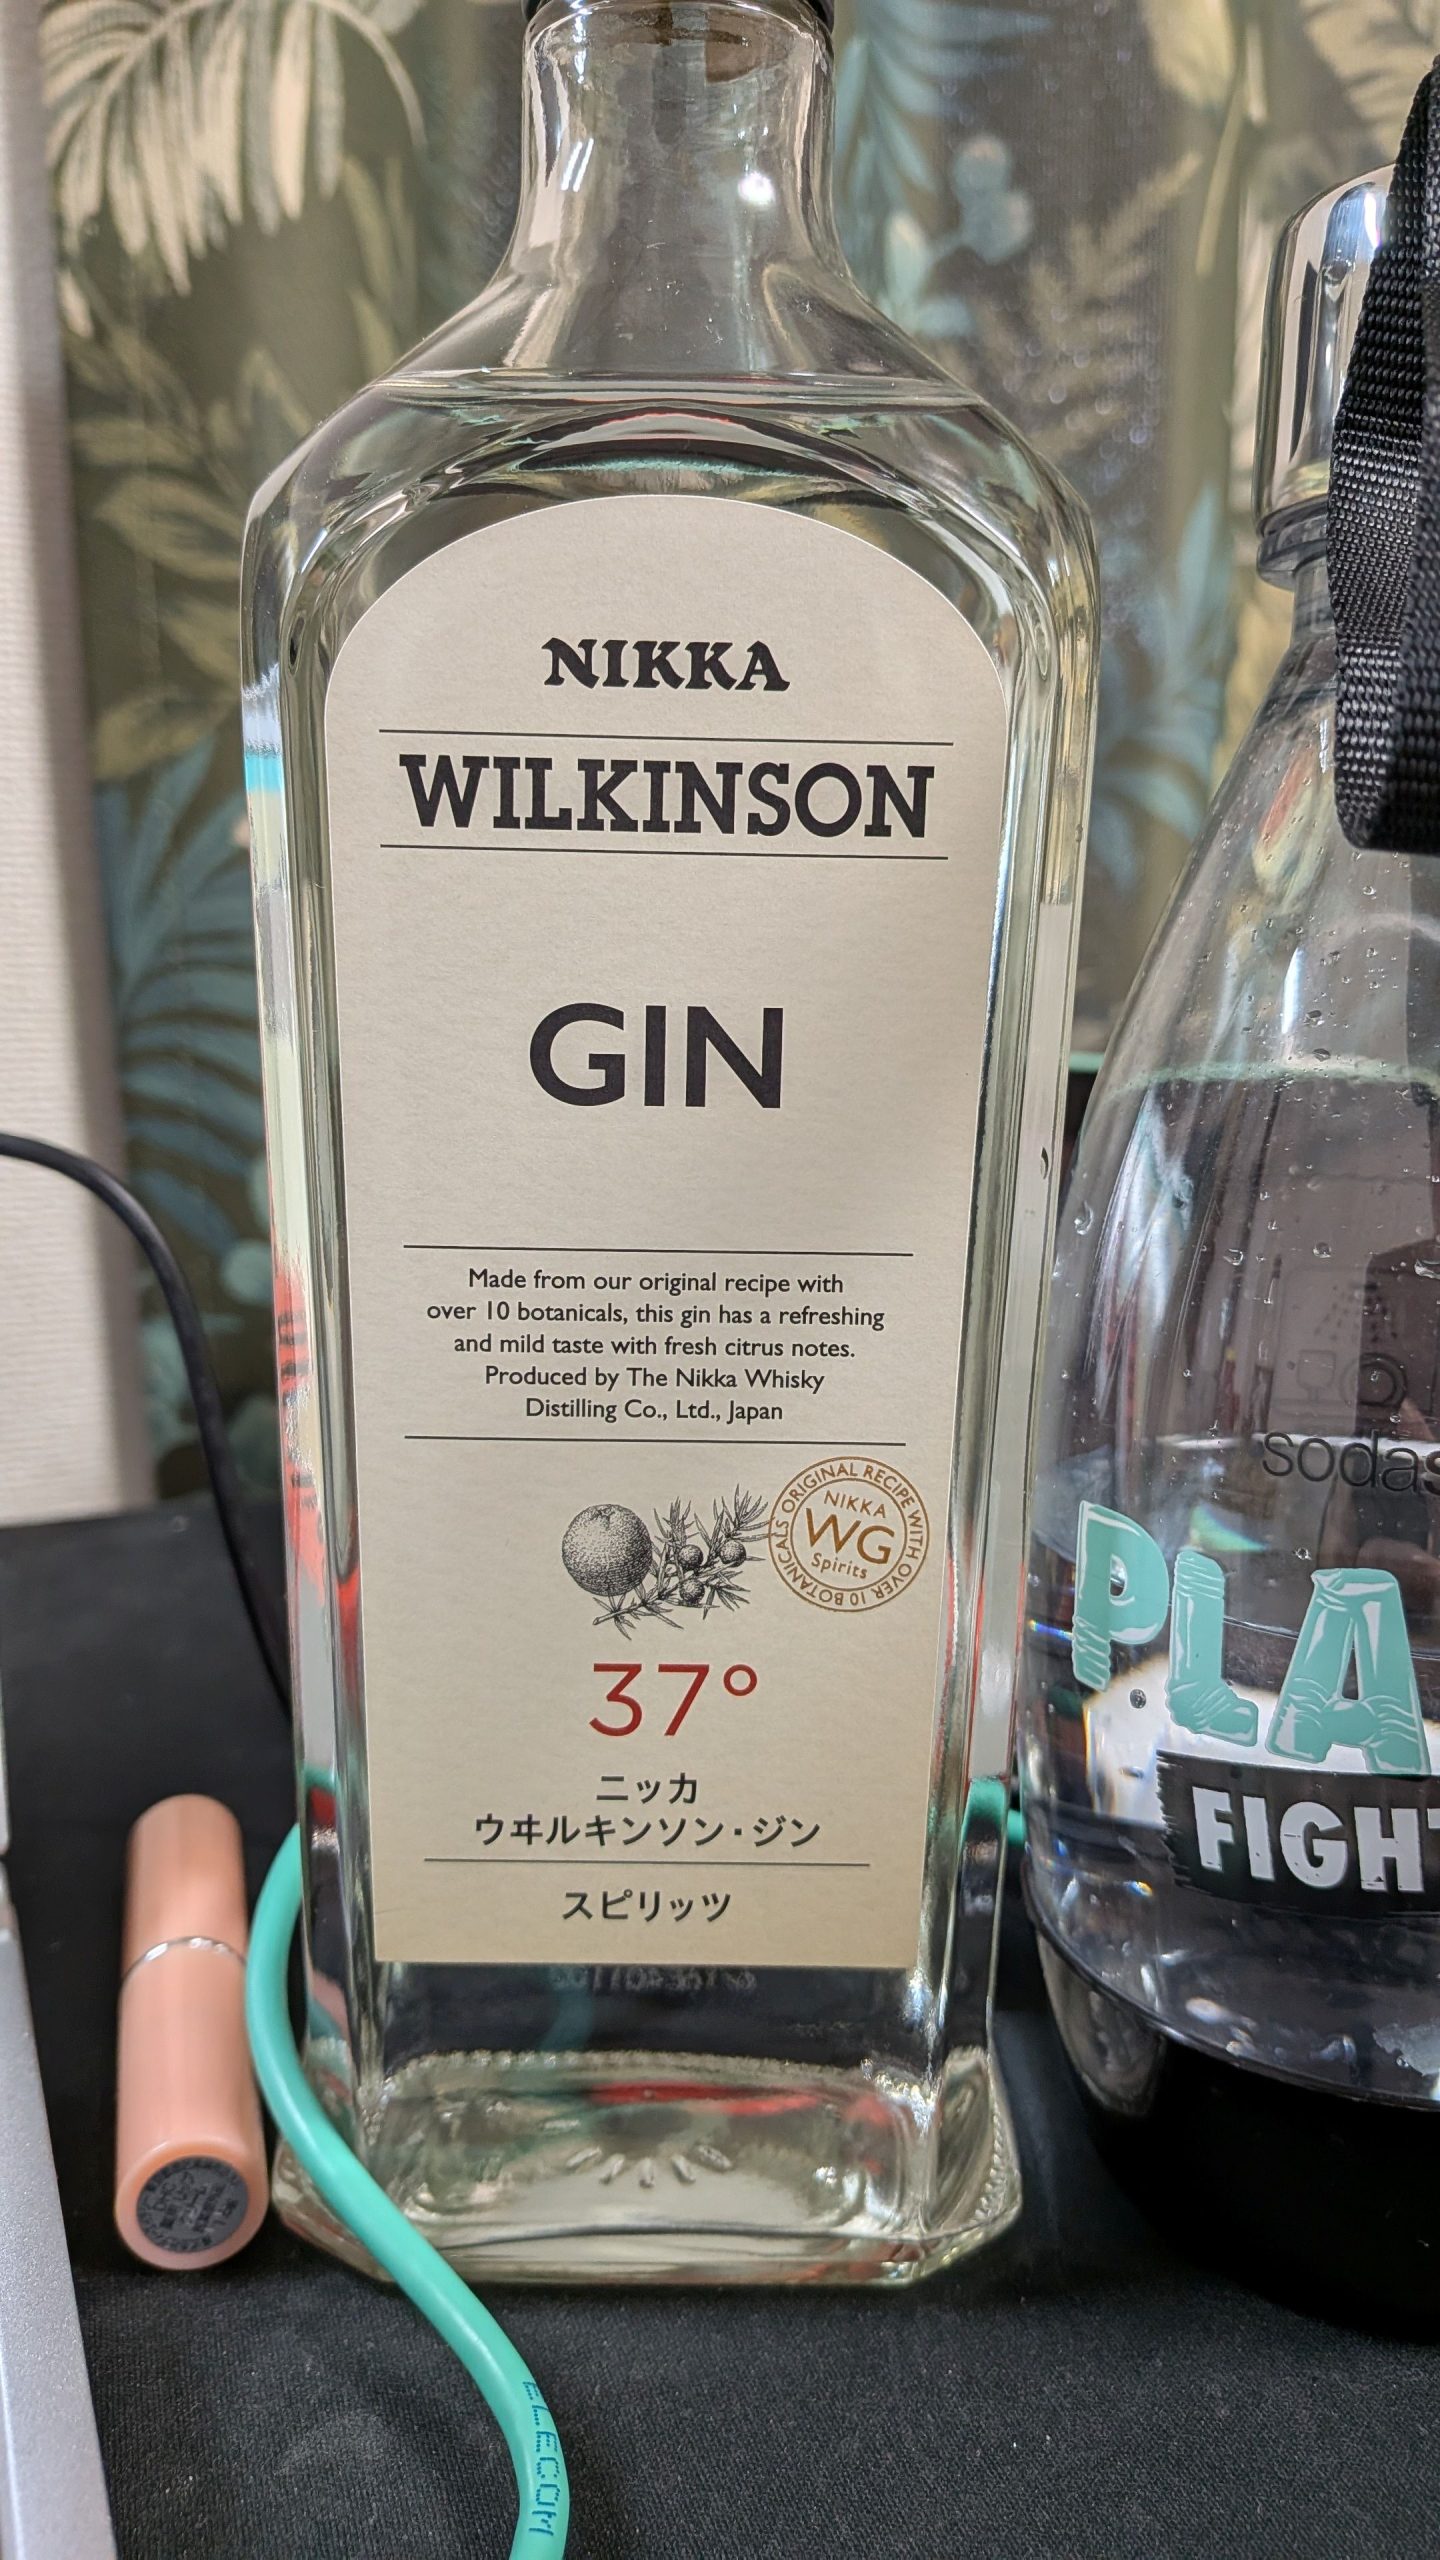 NIKKA
WILKINSON
GIN
Made from our original recipe with
over 10 botanicals, this gin has a refreshing
and mild taste with fresh citrus notes.
Produced by The Nikka Whisky
Distilling Co., Ltd., Japan
ORIGINAL RECIPE WITH OVER 10 BOTANICALS
NIKKA
WG
Spirits
37°
ニッカ
ウヰルキンソン・ジン
スピリッツ
sodas
PLA
FIGHT
ELECOM